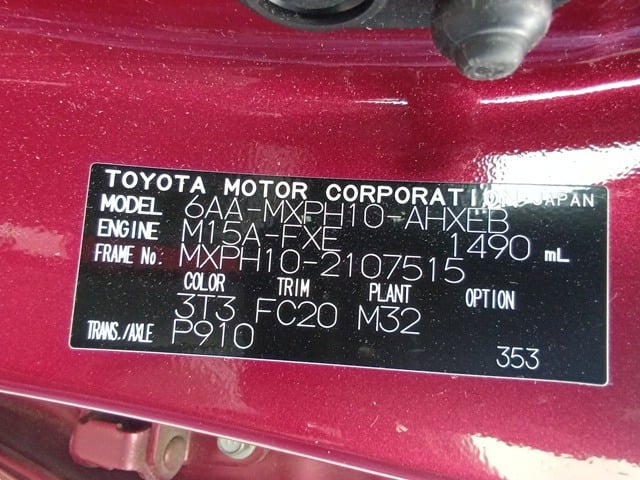 TOYOTA MOTOR CORPORATION JAPAN
MODEL 6AA-MXPH10-AHXEB
ENGINE M15A-FXE 1490 mL
FRAME No. MXPH10-2107515
COLOR TRIM PLANT OPTION
3T3 FC20 M32
TRANS./AXLE P910
353